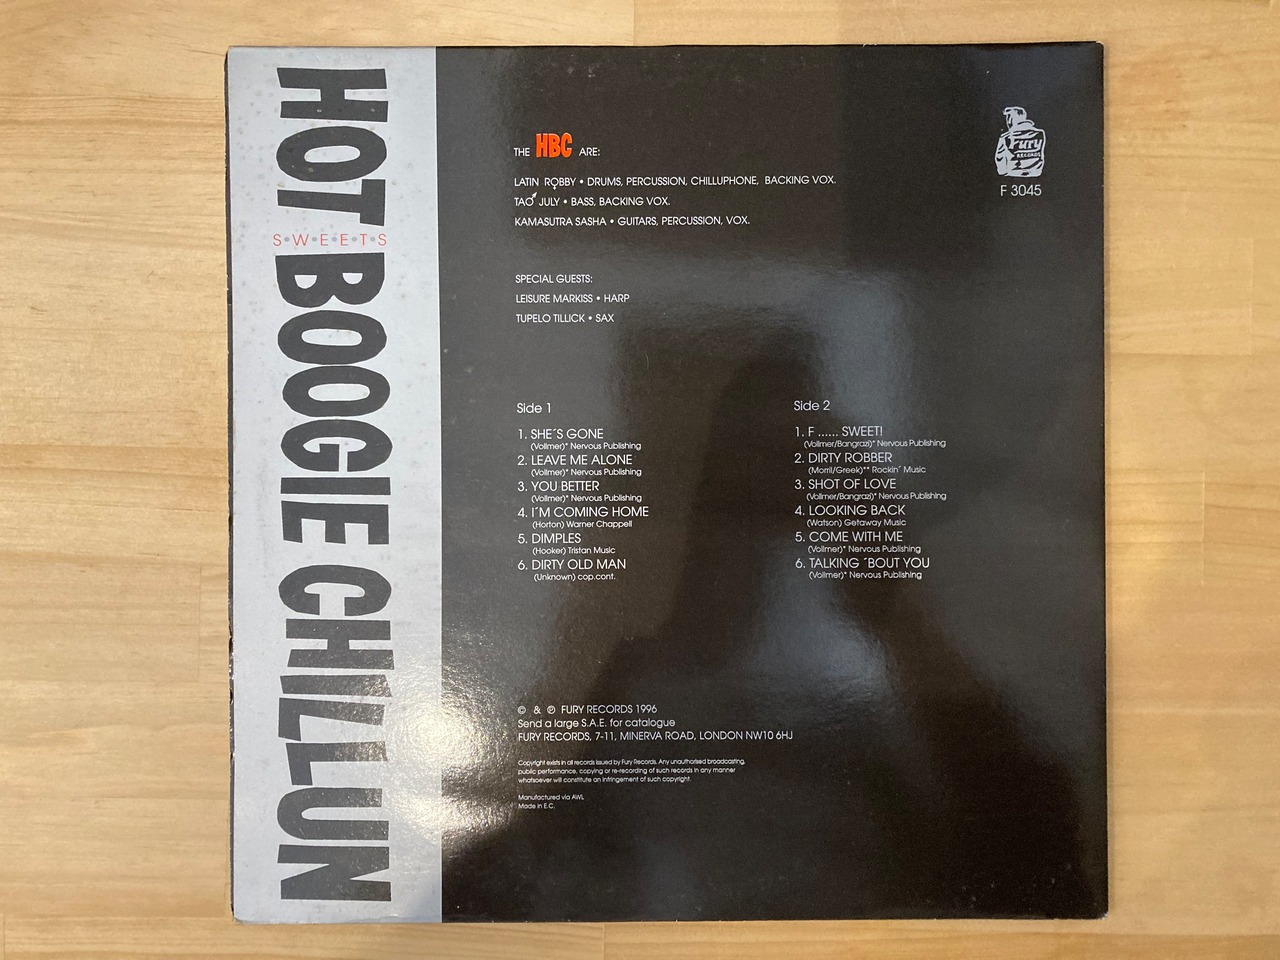 HOT BOOGIE CHILLUN
S•W•E•E•T•S
THE HBC ARE:
LATIN ROBBY • DRUMS, PERCUSSION, CHILLUPHONE, BACKING VOX.
TAO JULY • BASS, BACKING VOX.
KAMASUTRA SASHA • GUITARS, PERCUSSION, VOX.
SPECIAL GUESTS:
LEISURE MARKISS • HARP
TUPELO TILLICK • SAX
Fury
RECORDS
F 3045
Side 1
1. SHE´S GONE
(Vollmer)* Nervous Publishing
2. LEAVE ME ALONE
(Vollmer)* Nervous Publishing
3. YOU BETTER
(Vollmer)* Nervous Publishing
4. I´M COMING HOME
(Horton) Warner Chappell
5. DIMPLES
(Hooker) Tristan Music
6. DIRTY OLD MAN
(Unknown) cop.cont.
Side 2
1. F ...... SWEET!
(Vollmer/Bangrazi)* Nervous Publishing
2. DIRTY ROBBER
(Morril/Greek)** Rockin´ Music
3. SHOT OF LOVE
(Vollmer/Bangrazi)* Nervous Publishing
4. LOOKING BACK
(Watson) Getaway Music
5. COME WITH ME
(Vollmer)* Nervous Publishing
6. TALKING ´BOUT YOU
(Vollmer)* Nervous Publishing
© & ℗ FURY RECORDS 1996
Send a large S.A.E. for catalogue
FURY RECORDS, 7-11, MINERVA ROAD, LONDON NW10 6HJ
Copyright exists in all records issued by Fury Records. Any unauthorised broadcasting,
public performance, copying or re-recording of such records in any manner
whatsoever will constitute an infringement of such copyright.
Manufactured via AWL
Made in E.C.